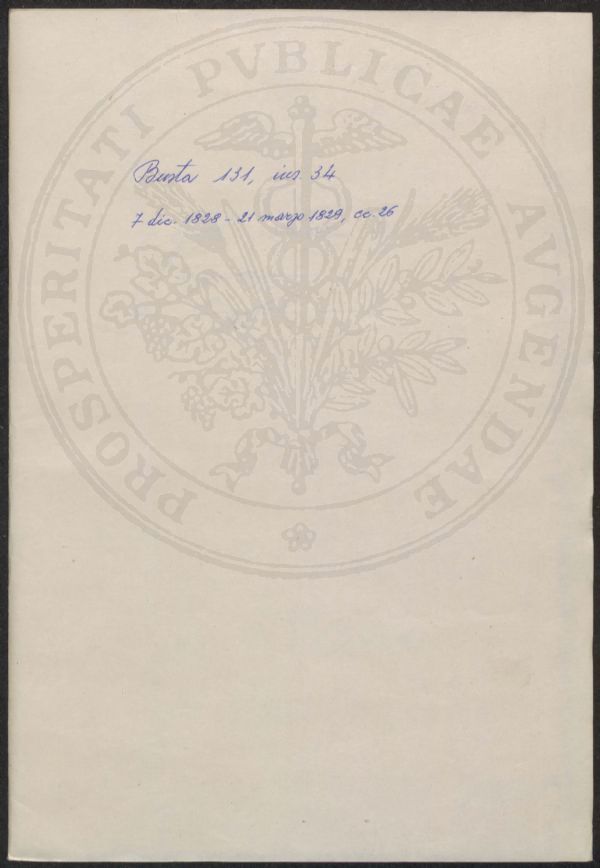 PROSPERITATI PVBLICAE AVGENDAE
Busta 131, ins. 34
7 dic. 1828 - 21 marzo 1829, cc. 26